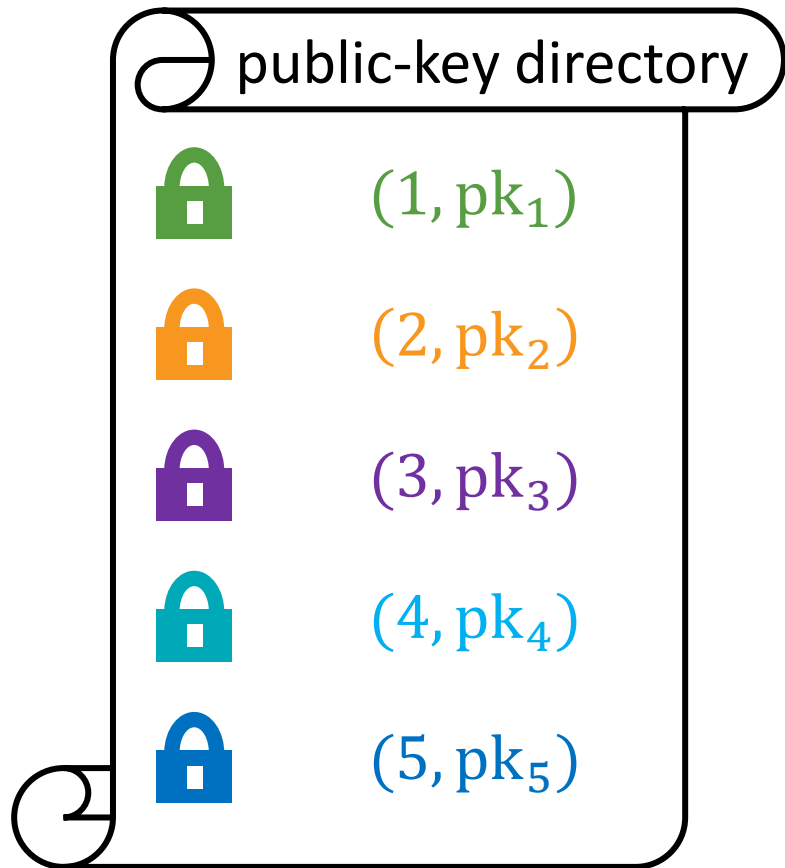 public-key directory
(1, pk₁)
(2, pk₂)
(3, pk₃)
(4, pk₄)
(5, pk₅)